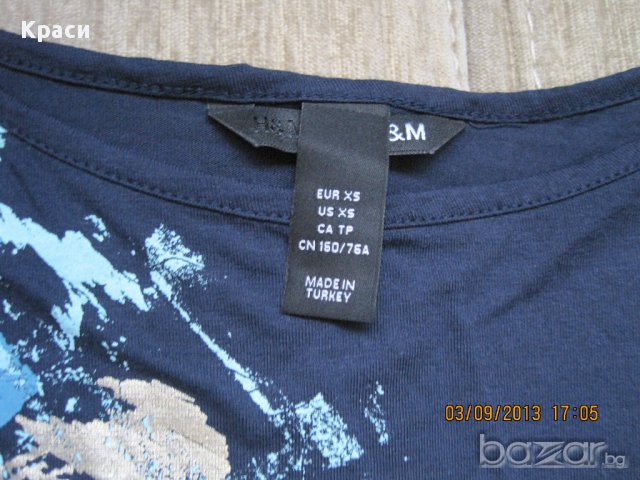 Краси
H&M &M
EUR XS
US XS
CA TP
CN 160/76A
MADE IN
TURKEY
03/09/2013 17:05
bazar.bg